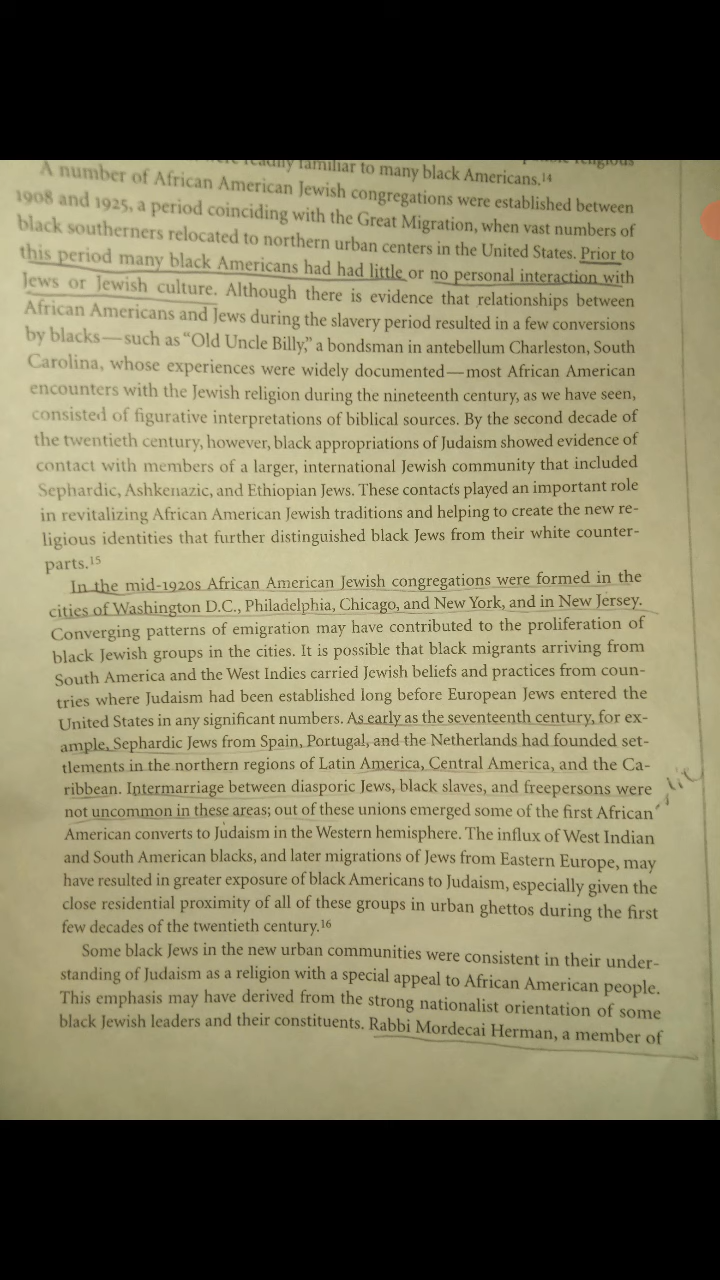 readily familiar to many black Americans.14
A number of African American Jewish congregations were established between
1908 and 1925, a period coinciding with the Great Migration, when vast numbers of
black southerners relocated to northern urban centers in the United States. Prior to
this period many black Americans had had little or no personal interaction with
Jews or Jewish culture. Although there is evidence that relationships between
African Americans and Jews during the slavery period resulted in a few conversions
by blacks—such as “Old Uncle Billy,” a bondsman in antebellum Charleston, South
Carolina, whose experiences were widely documented—most African American
encounters with the Jewish religion during the nineteenth century, as we have seen,
consisted of figurative interpretations of biblical sources. By the second decade of
the twentieth century, however, black appropriations of Judaism showed evidence of
contact with members of a larger, international Jewish community that included
Sephardic, Ashkenazic, and Ethiopian Jews. These contacts played an important role
in revitalizing African American Jewish traditions and helping to create the new re-
ligious identities that further distinguished black Jews from their white counter-
parts.15
In the mid-1920s African American Jewish congregations were formed in the
cities of Washington D.C., Philadelphia, Chicago, and New York, and in New Jersey.
Converging patterns of emigration may have contributed to the proliferation of
black Jewish groups in the cities. It is possible that black migrants arriving from
South America and the West Indies carried Jewish beliefs and practices from coun-
tries where Judaism had been established long before European Jews entered the
United States in any significant numbers. As early as the seventeenth century, for ex-
ample, Sephardic Jews from Spain, Portugal, and the Netherlands had founded set-
tlements in the northern regions of Latin America, Central America, and the Ca-
ribbean. Intermarriage between diasporic Jews, black slaves, and freepersons were
not uncommon in these areas; out of these unions emerged some of the first African
American converts to Judaism in the Western hemisphere. The influx of West Indian
and South American blacks, and later migrations of Jews from Eastern Europe, may
have resulted in greater exposure of black Americans to Judaism, especially given the
close residential proximity of all of these groups in urban ghettos during the first
few decades of the twentieth century.16
Some black Jews in the new urban communities were consistent in their under-
standing of Judaism as a religion with a special appeal to African American people.
This emphasis may have derived from the strong nationalist orientation of some
black Jewish leaders and their constituents. Rabbi Mordecai Herman, a member of